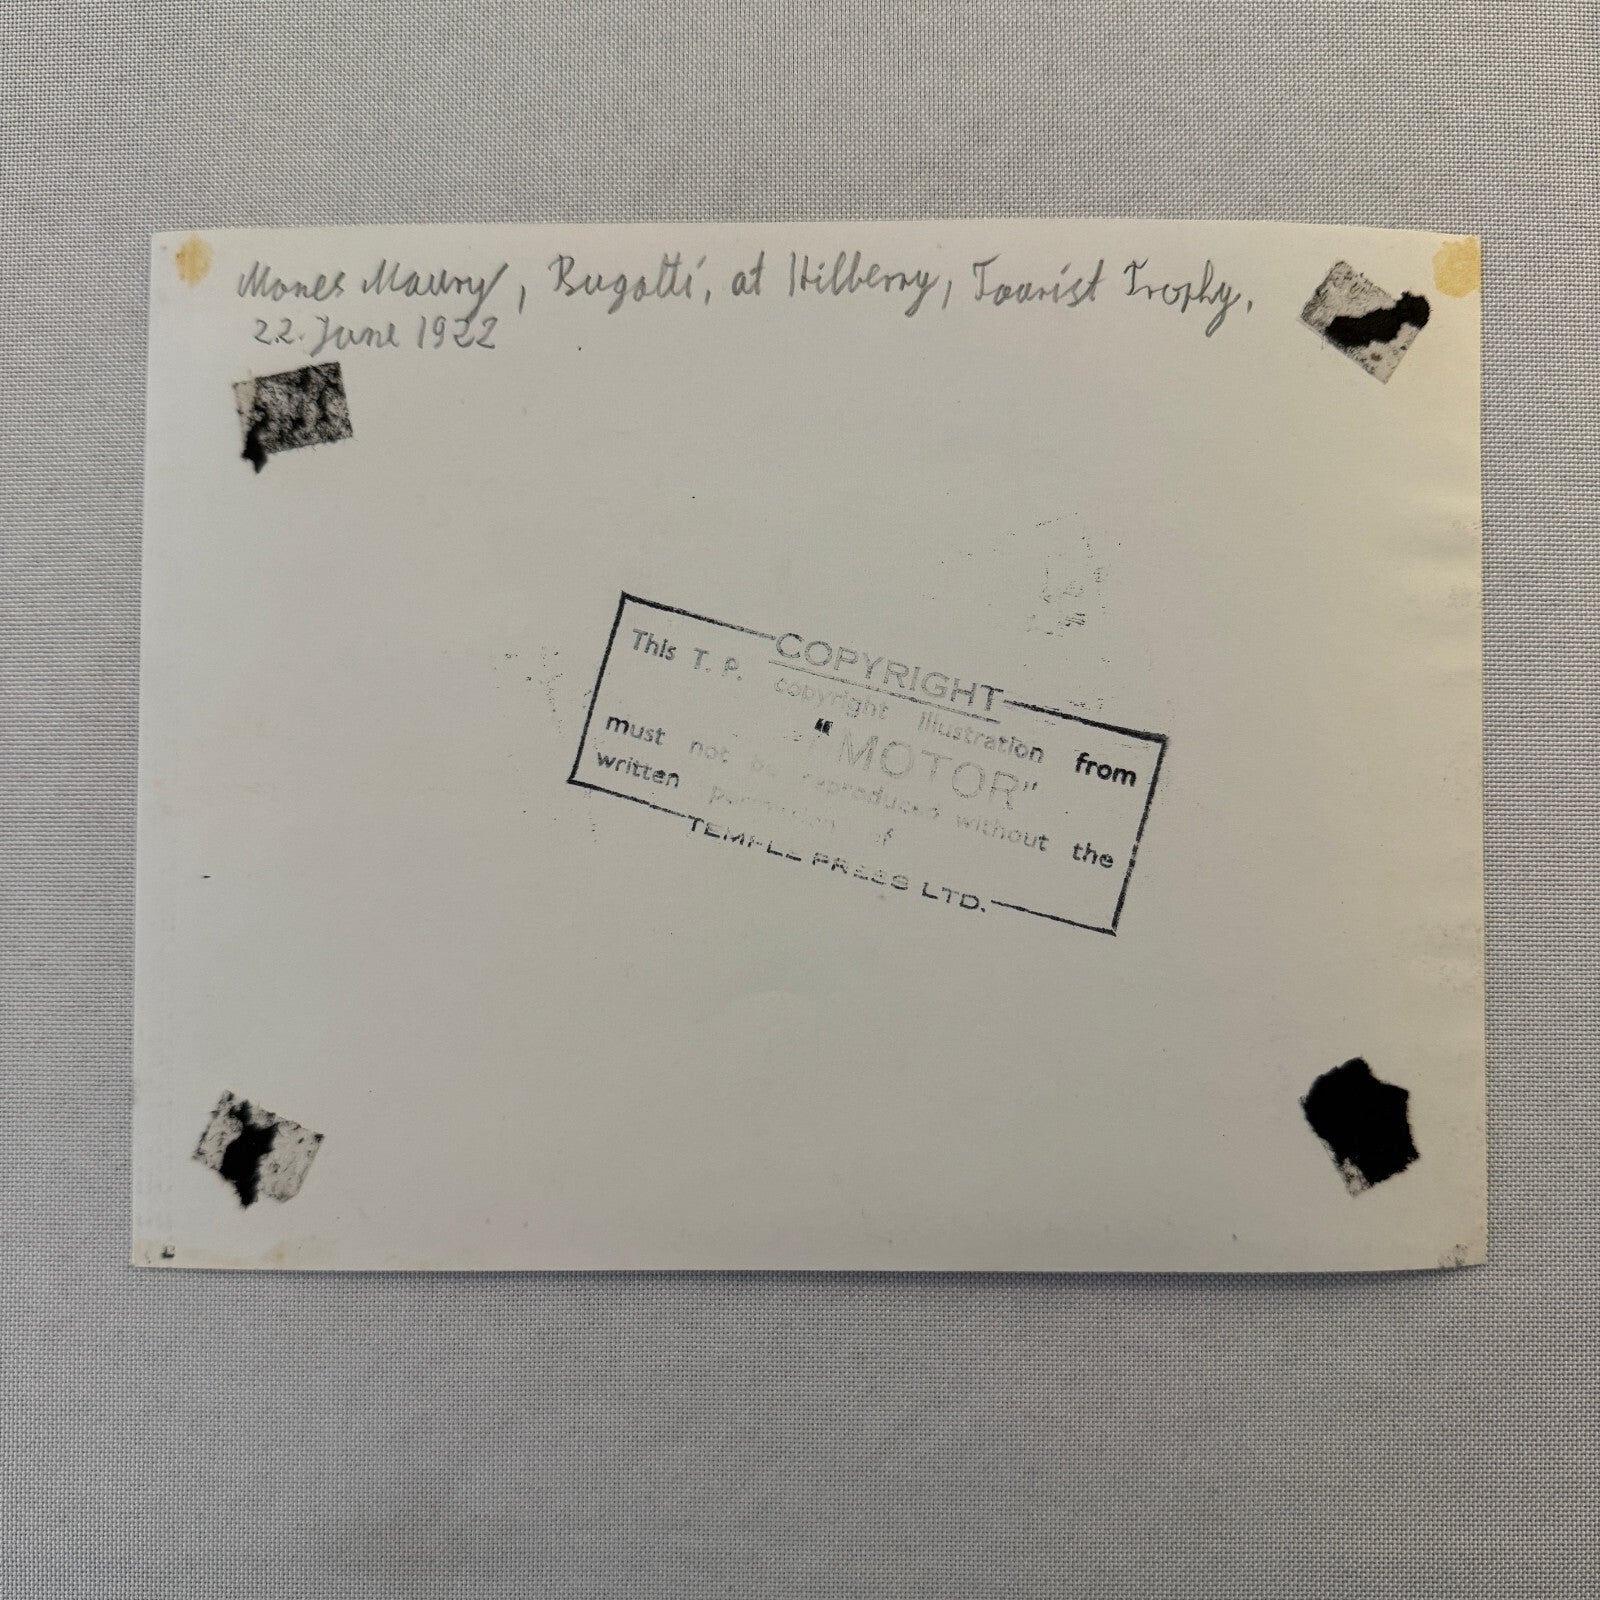 Mones Maury, Bugatti, at Hilberry, Tourist Trophy,
22. June 1922
COPYRIGHT
This T. P. copyright illustration from
"MOTOR"
must not be reproduced without the
written permission of
TEMPLE PRESS LTD.